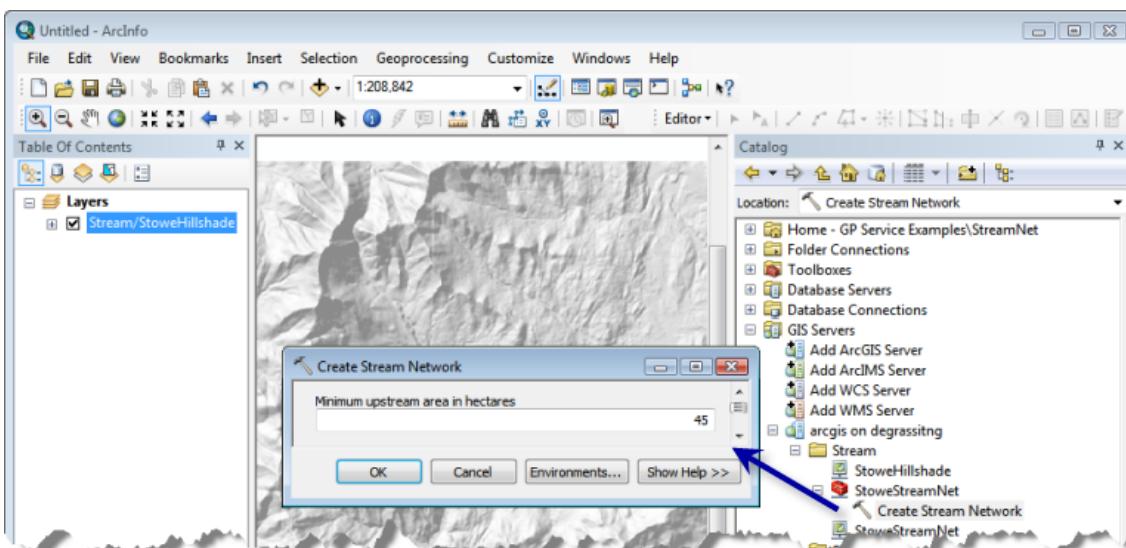 Untitled - ArcInfo
File Edit View Bookmarks Insert Selection Geoprocessing Customize Windows Help
1:208,842
Editor
Table Of Contents
Layers
Stream/StoweHillshade
Catalog
Location: Create Stream Network
Home - GP Service Examples\StreamNet
Folder Connections
Toolboxes
Database Servers
Database Connections
GIS Servers
Add ArcGIS Server
Add ArcIMS Server
Add WCS Server
Add WMS Server
arcgis on degrassitng
Stream
StoweHillshade
StoweStreamNet
Create Stream Network
StoweStreamNet
Create Stream Network
Minimum upstream area in hectares
45
OK Cancel Environments... Show Help >>